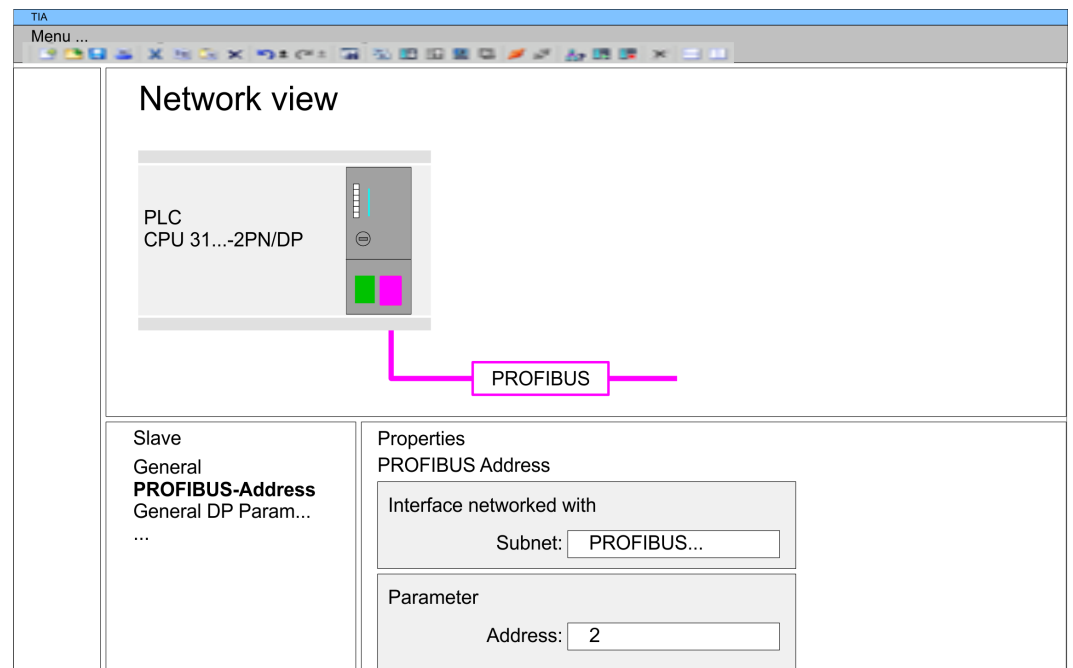 TIA
Menu ...
Network view
PLC
CPU 31...-2PN/DP
PROFIBUS
Slave
General
PROFIBUS-Address
General DP Param...
...
Properties
PROFIBUS Address
Interface networked with
Subnet: PROFIBUS...
Parameter
Address: 2